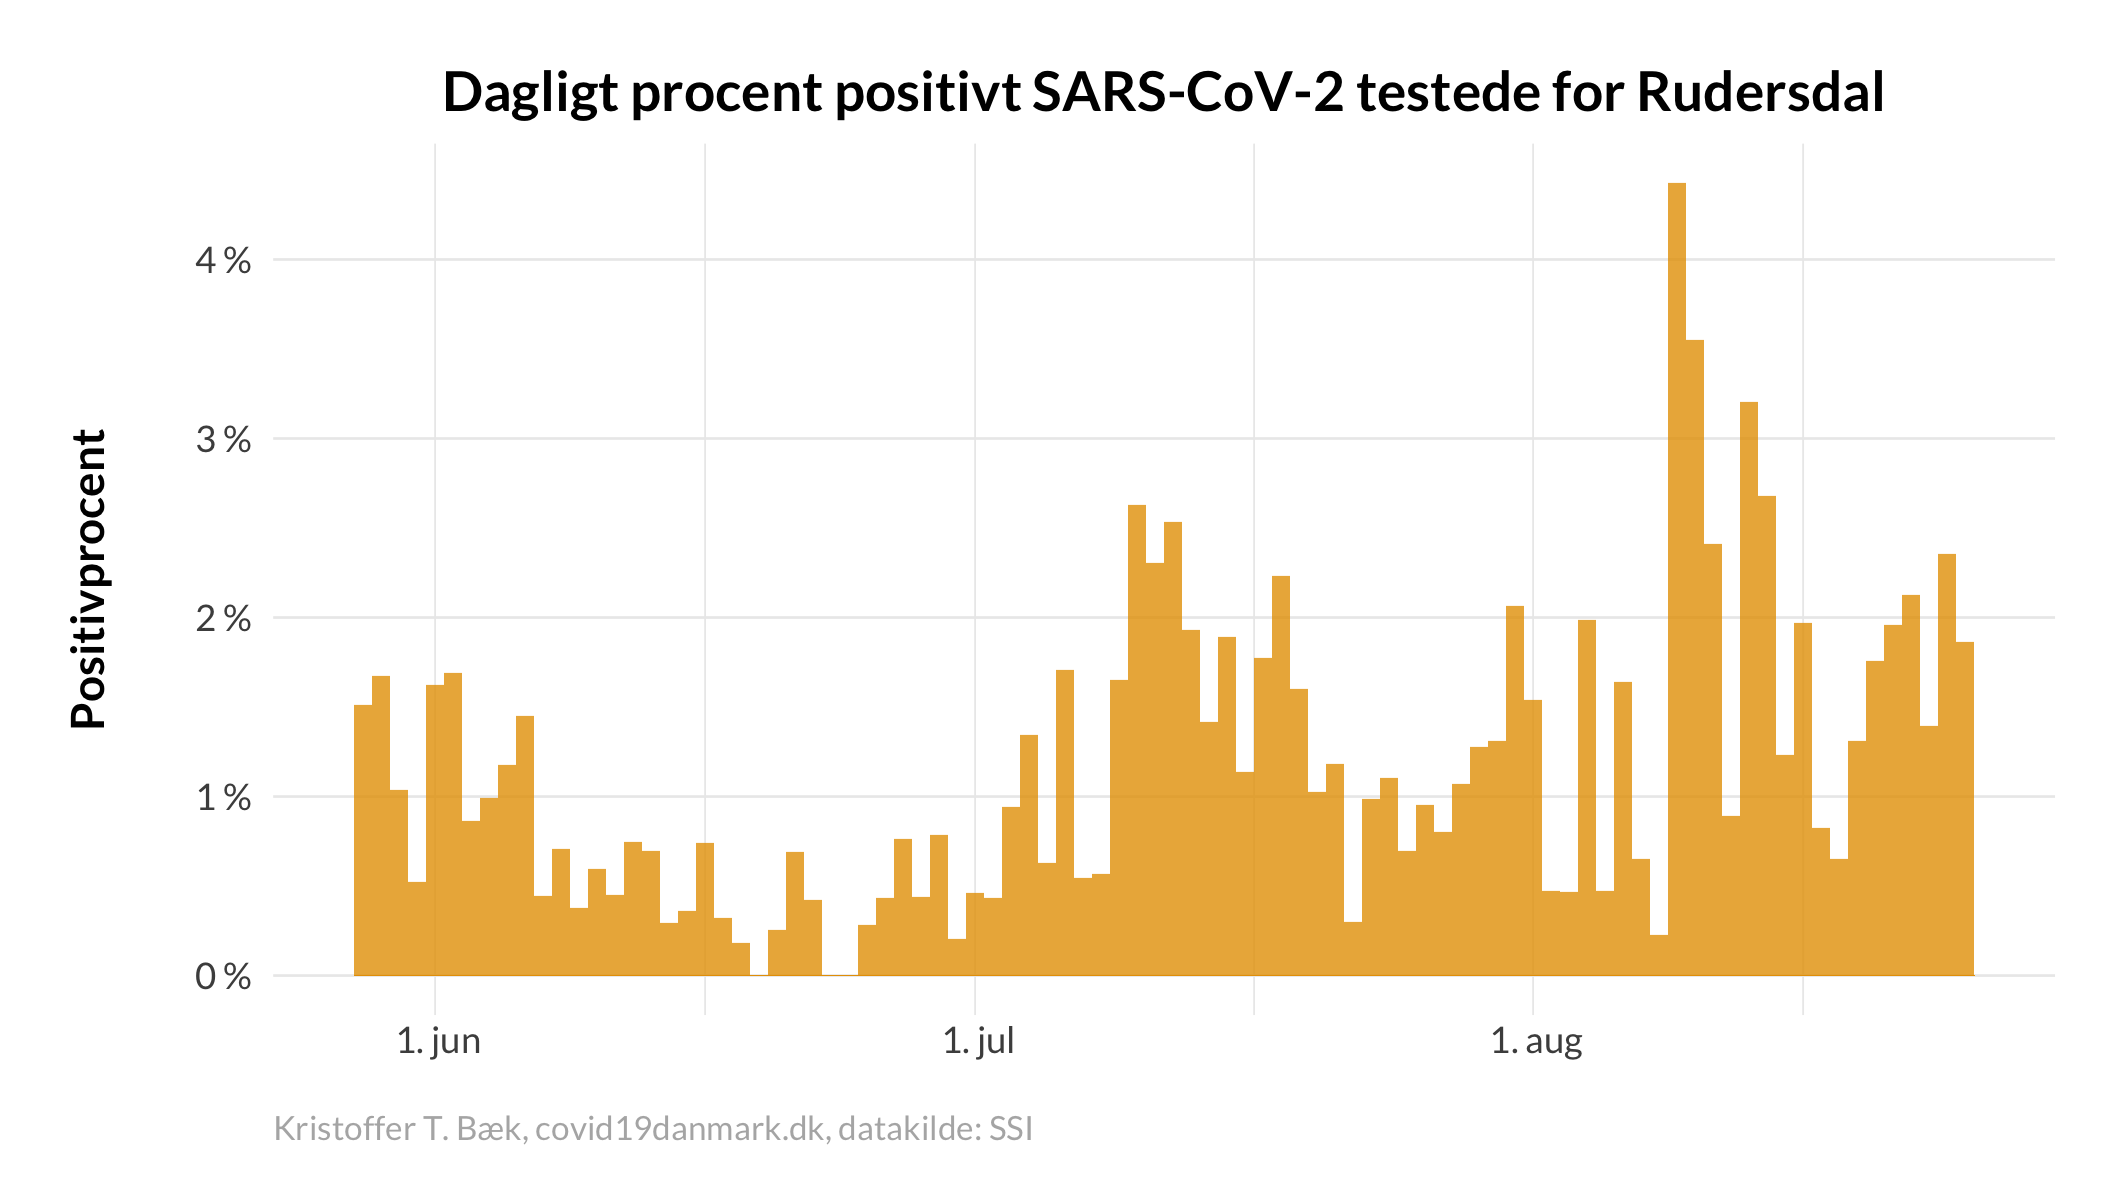 Dagligt procent positivt SARS-CoV-2 testede for Rudersdal
Positivprocent
4 %
3 %
2 %
1 %
0 %
1. jun
1. jul
1. aug
Kristoffer T. Bæk, covid19danmark.dk, datakilde: SSI